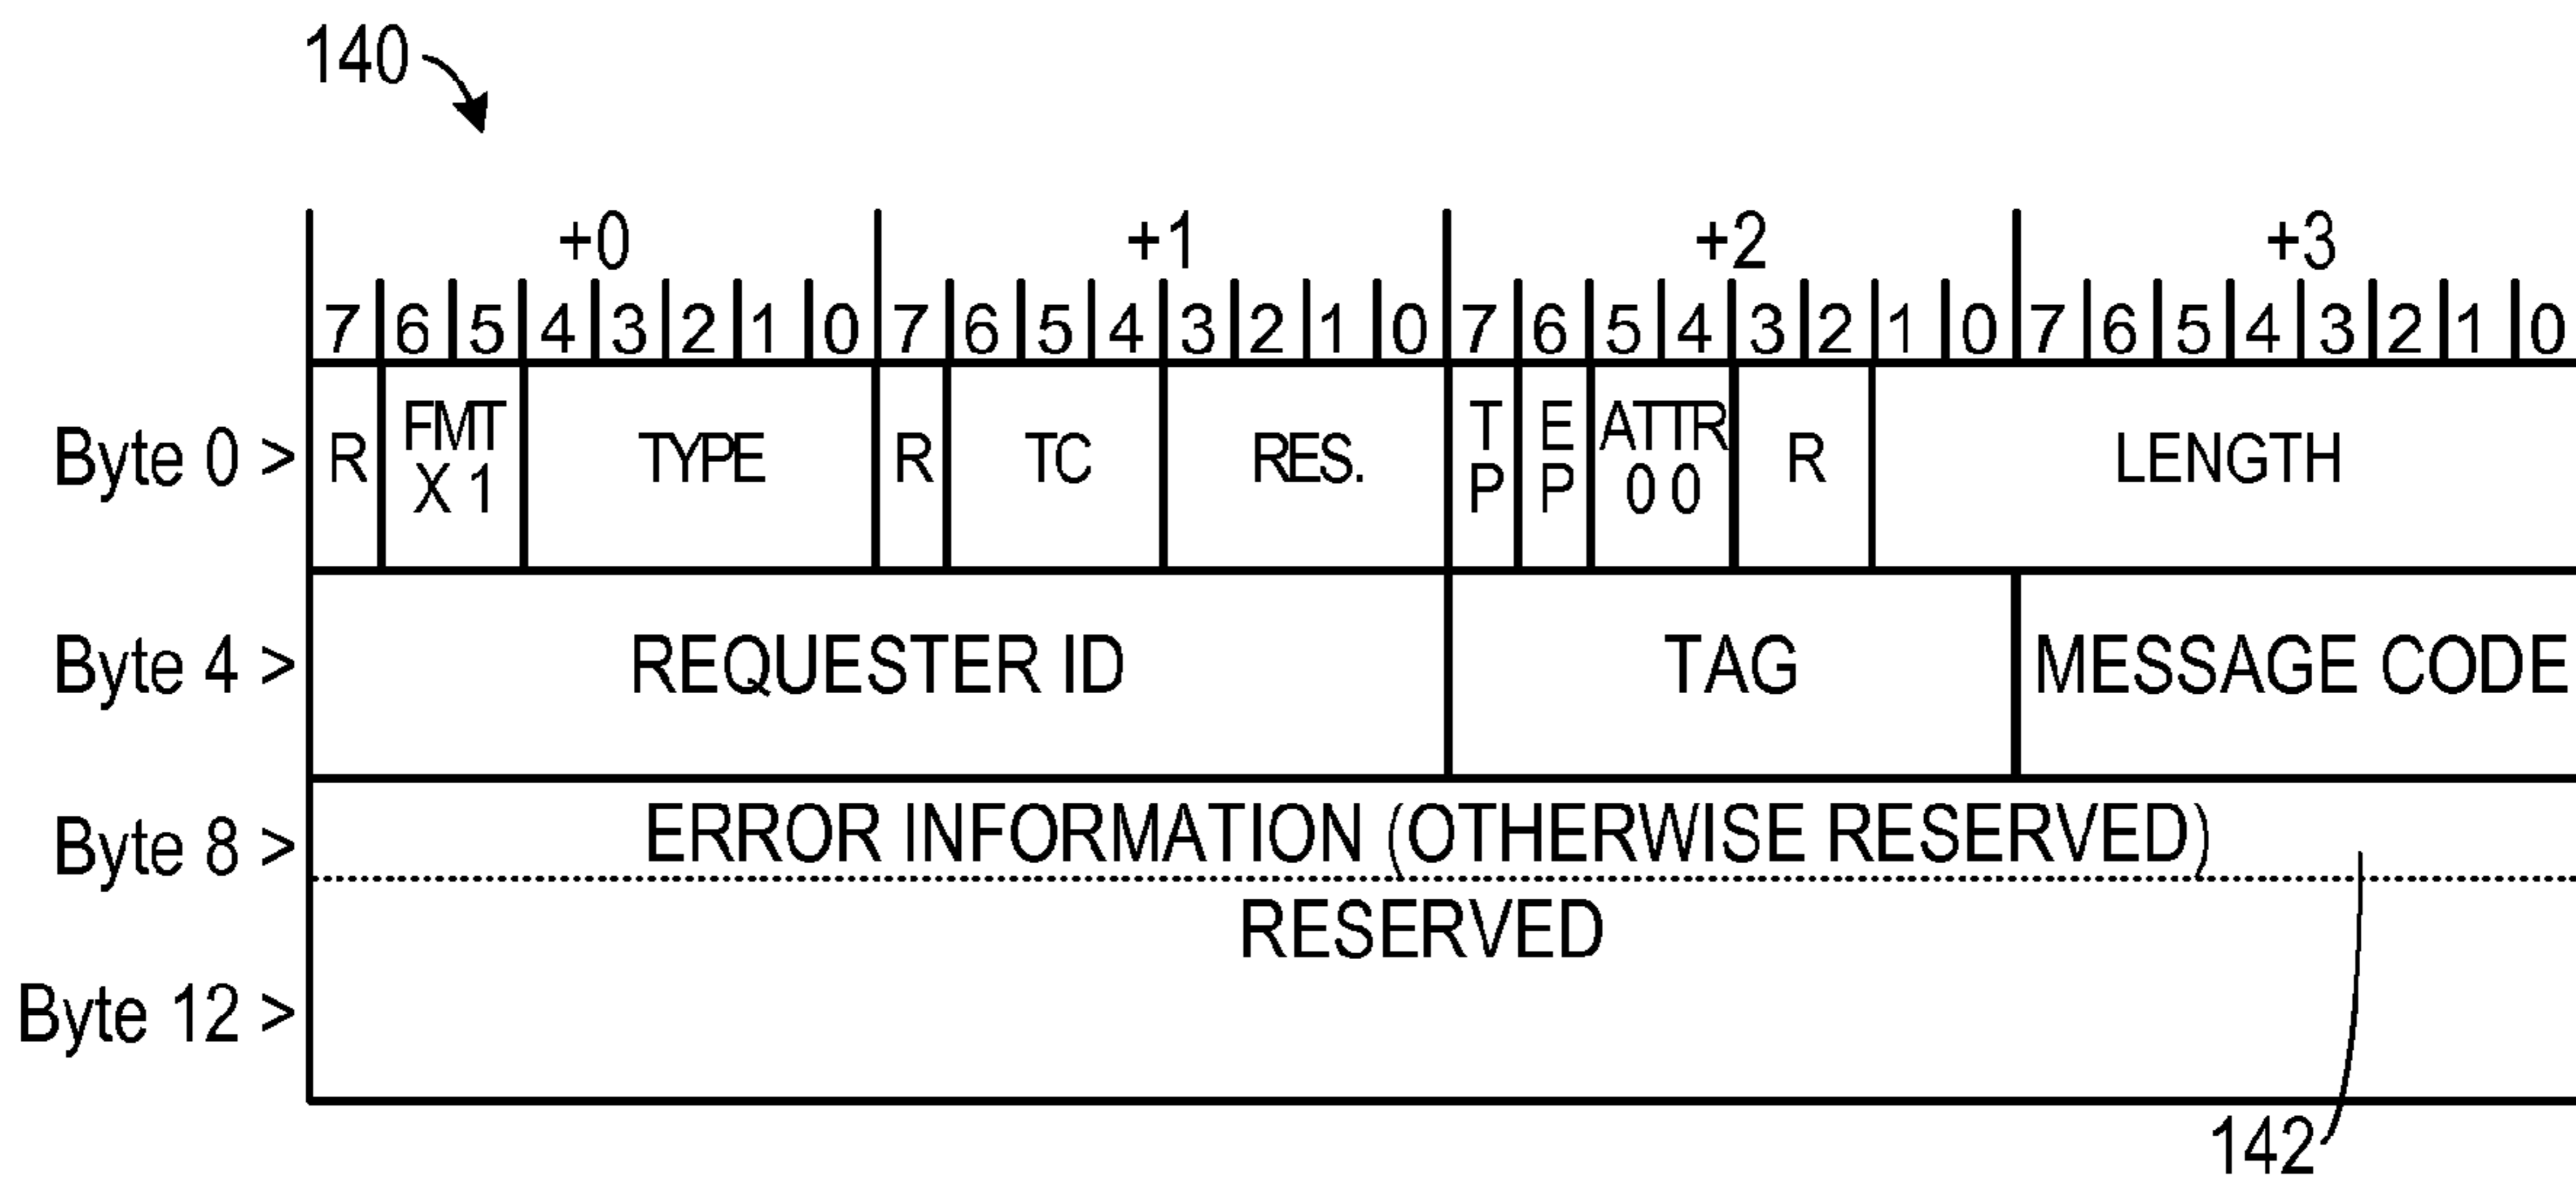 140
+0 +1 +2 +3
7 6 5 4 3 2 1 0 7 6 5 4 3 2 1 0 7 6 5 4 3 2 1 0 7 6 5 4 3 2 1 0
Byte 0 > R FMT X 1 TYPE R TC RES. TP EP ATTR 0 0 R LENGTH
Byte 4 > REQUESTER ID TAG MESSAGE CODE
Byte 8 > ERROR INFORMATION (OTHERWISE RESERVED)
RESERVED
Byte 12 >
142